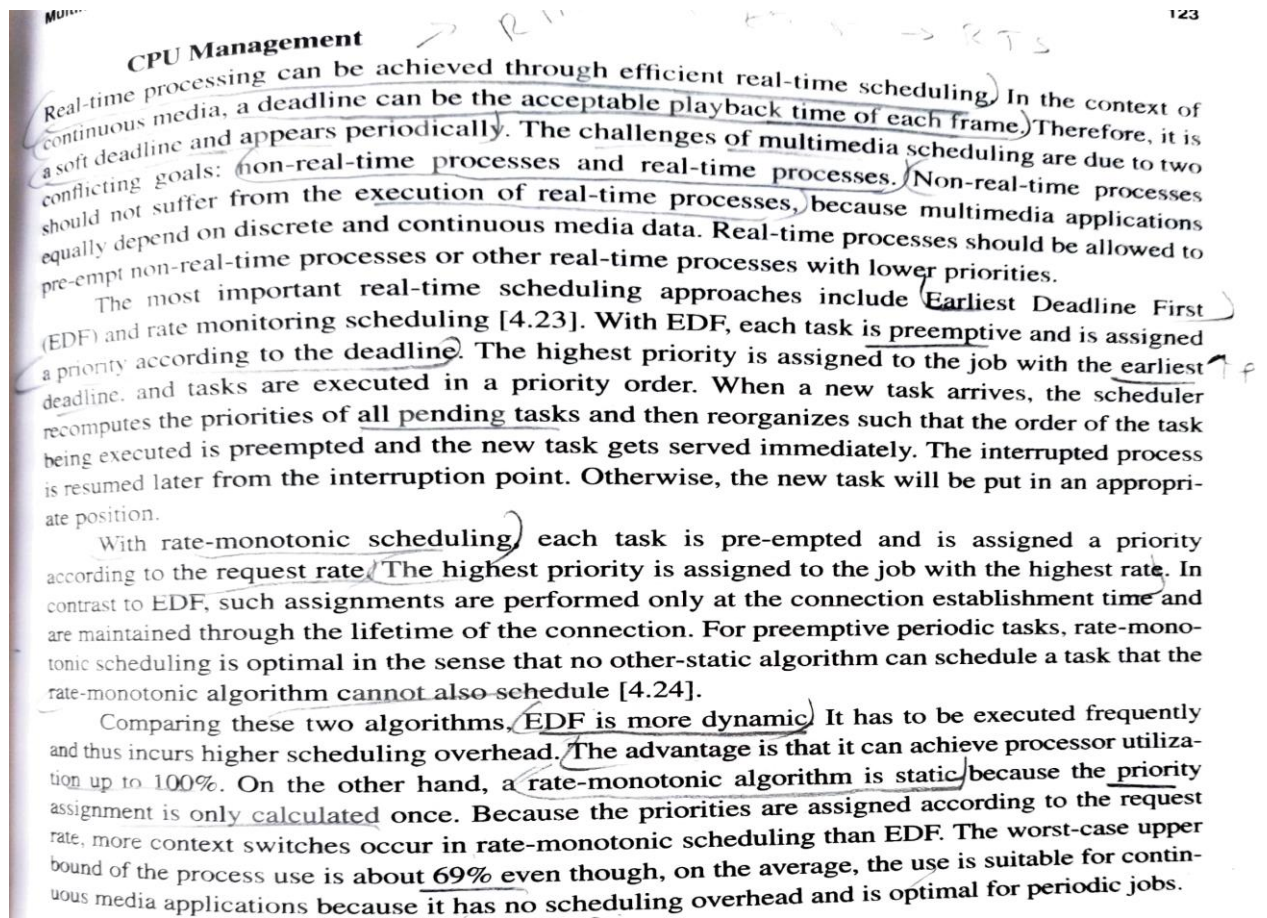 123
CPU Management
Real-time processing can be achieved through efficient real-time scheduling. In the context of
continuous media, a deadline can be the acceptable playback time of each frame. Therefore, it is
a soft deadline and appears periodically. The challenges of multimedia scheduling are due to two
conflicting goals: non-real-time processes and real-time processes. Non-real-time processes
should not suffer from the execution of real-time processes, because multimedia applications
equally depend on discrete and continuous media data. Real-time processes should be allowed to
pre-empt non-real-time processes or other real-time processes with lower priorities.
The most important real-time scheduling approaches include Earliest Deadline First
(EDF) and rate monitoring scheduling [4.23]. With EDF, each task is preemptive and is assigned
a priority according to the deadline. The highest priority is assigned to the job with the earliest
deadline. and tasks are executed in a priority order. When a new task arrives, the scheduler
recomputes the priorities of all pending tasks and then reorganizes such that the order of the task
being executed is preempted and the new task gets served immediately. The interrupted process
is resumed later from the interruption point. Otherwise, the new task will be put in an appropri-
ate position.
With rate-monotonic scheduling, each task is pre-empted and is assigned a priority
according to the request rate. The highest priority is assigned to the job with the highest rate. In
contrast to EDF, such assignments are performed only at the connection establishment time and
are maintained through the lifetime of the connection. For preemptive periodic tasks, rate-mono-
tonic scheduling is optimal in the sense that no other-static algorithm can schedule a task that the
rate-monotonic algorithm cannot also schedule [4.24].
Comparing these two algorithms, EDF is more dynamic. It has to be executed frequently
and thus incurs higher scheduling overhead. The advantage is that it can achieve processor utiliza-
tion up to 100%. On the other hand, a rate-monotonic algorithm is static because the priority
assignment is only calculated once. Because the priorities are assigned according to the request
rate, more context switches occur in rate-monotonic scheduling than EDF. The worst-case upper
bound of the process use is about 69% even though, on the average, the use is suitable for contin-
uous media applications because it has no scheduling overhead and is optimal for periodic jobs.